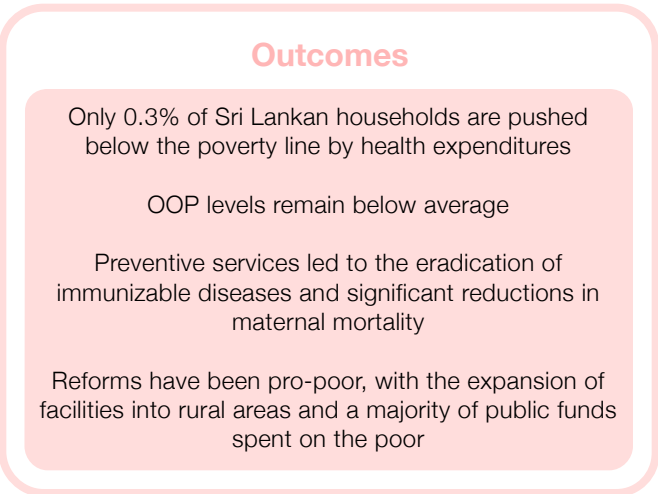 Outcomes
Only 0.3% of Sri Lankan households are pushed
below the poverty line by health expenditures
OOP levels remain below average
Preventive services led to the eradication of
immunizable diseases and significant reductions in
maternal mortality
Reforms have been pro-poor, with the expansion of
facilities into rural areas and a majority of public funds
spent on the poor